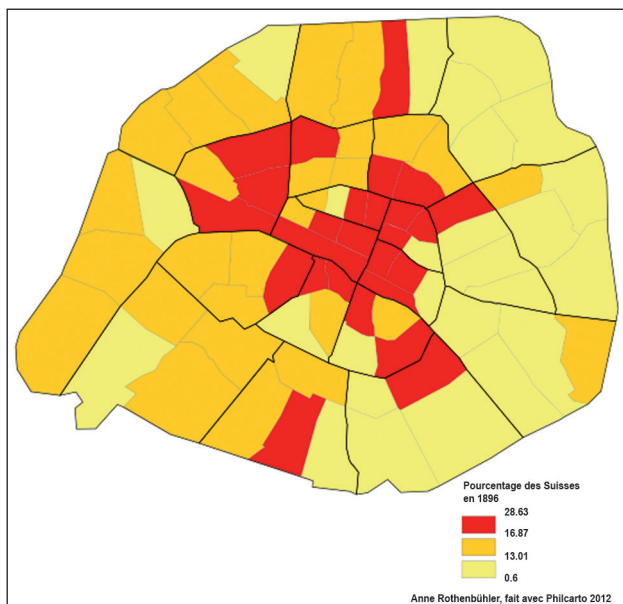 Pourcentage des Suisses
en 1896
28.63
16.87
13.01
0.6
Anne Rothenbühler, fait avec Philcarto 2012